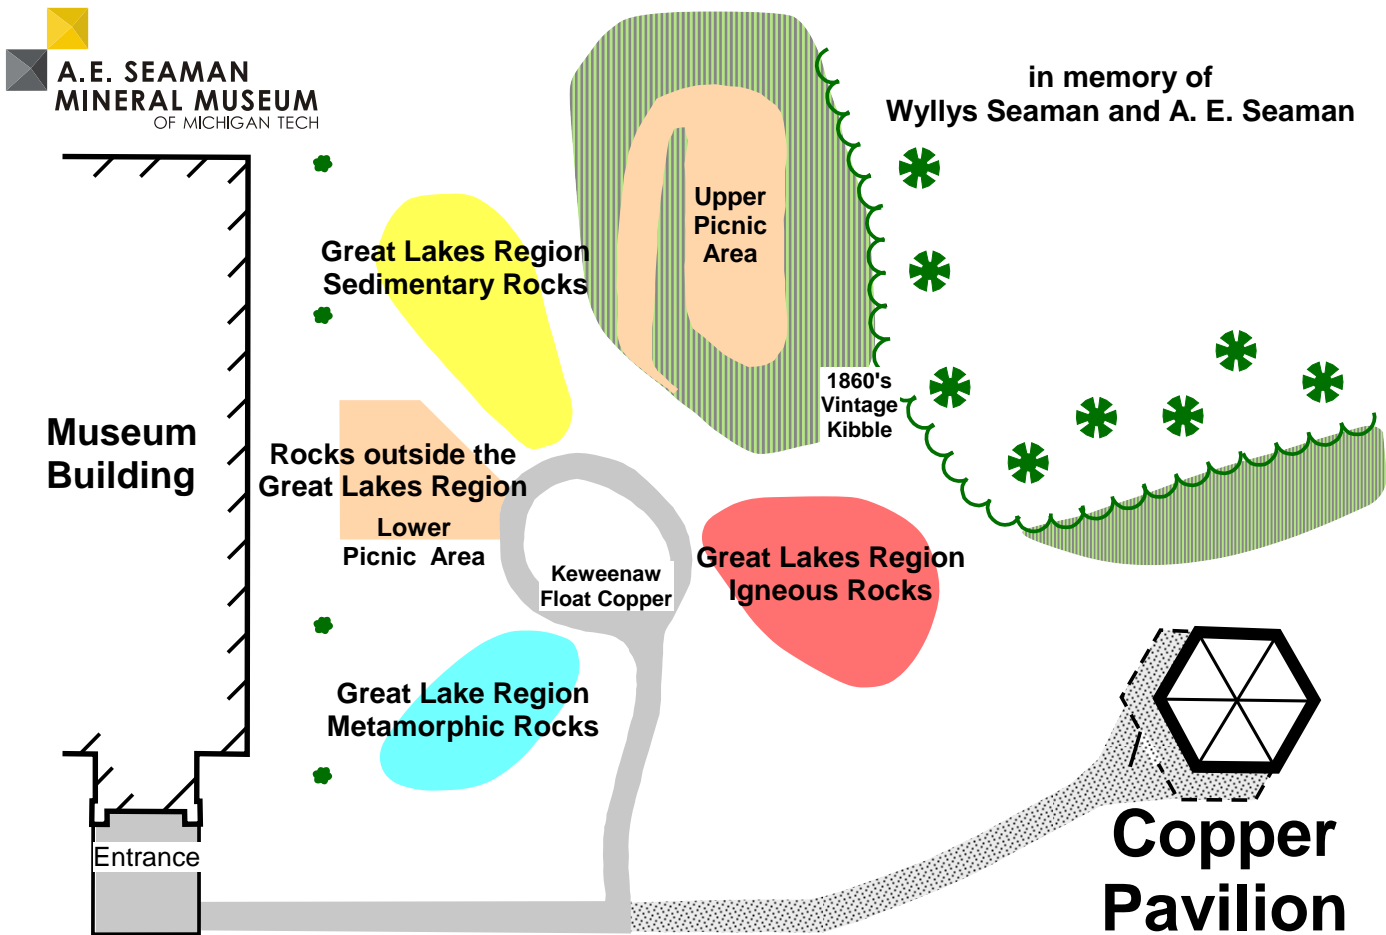 A.E. SEAMAN
MINERAL MUSEUM
OF MICHIGAN TECH
in memory of
Wyllys Seaman and A. E. Seaman
Upper
Picnic
Area
Great Lakes Region
Sedimentary Rocks
1860's
Vintage
Kibble
Museum
Building
Rocks outside the
Great Lakes Region
Lower
Picnic Area
Keweenaw
Float Copper
Great Lakes Region
Igneous Rocks
Great Lake Region
Metamorphic Rocks
Entrance
Copper
Pavilion